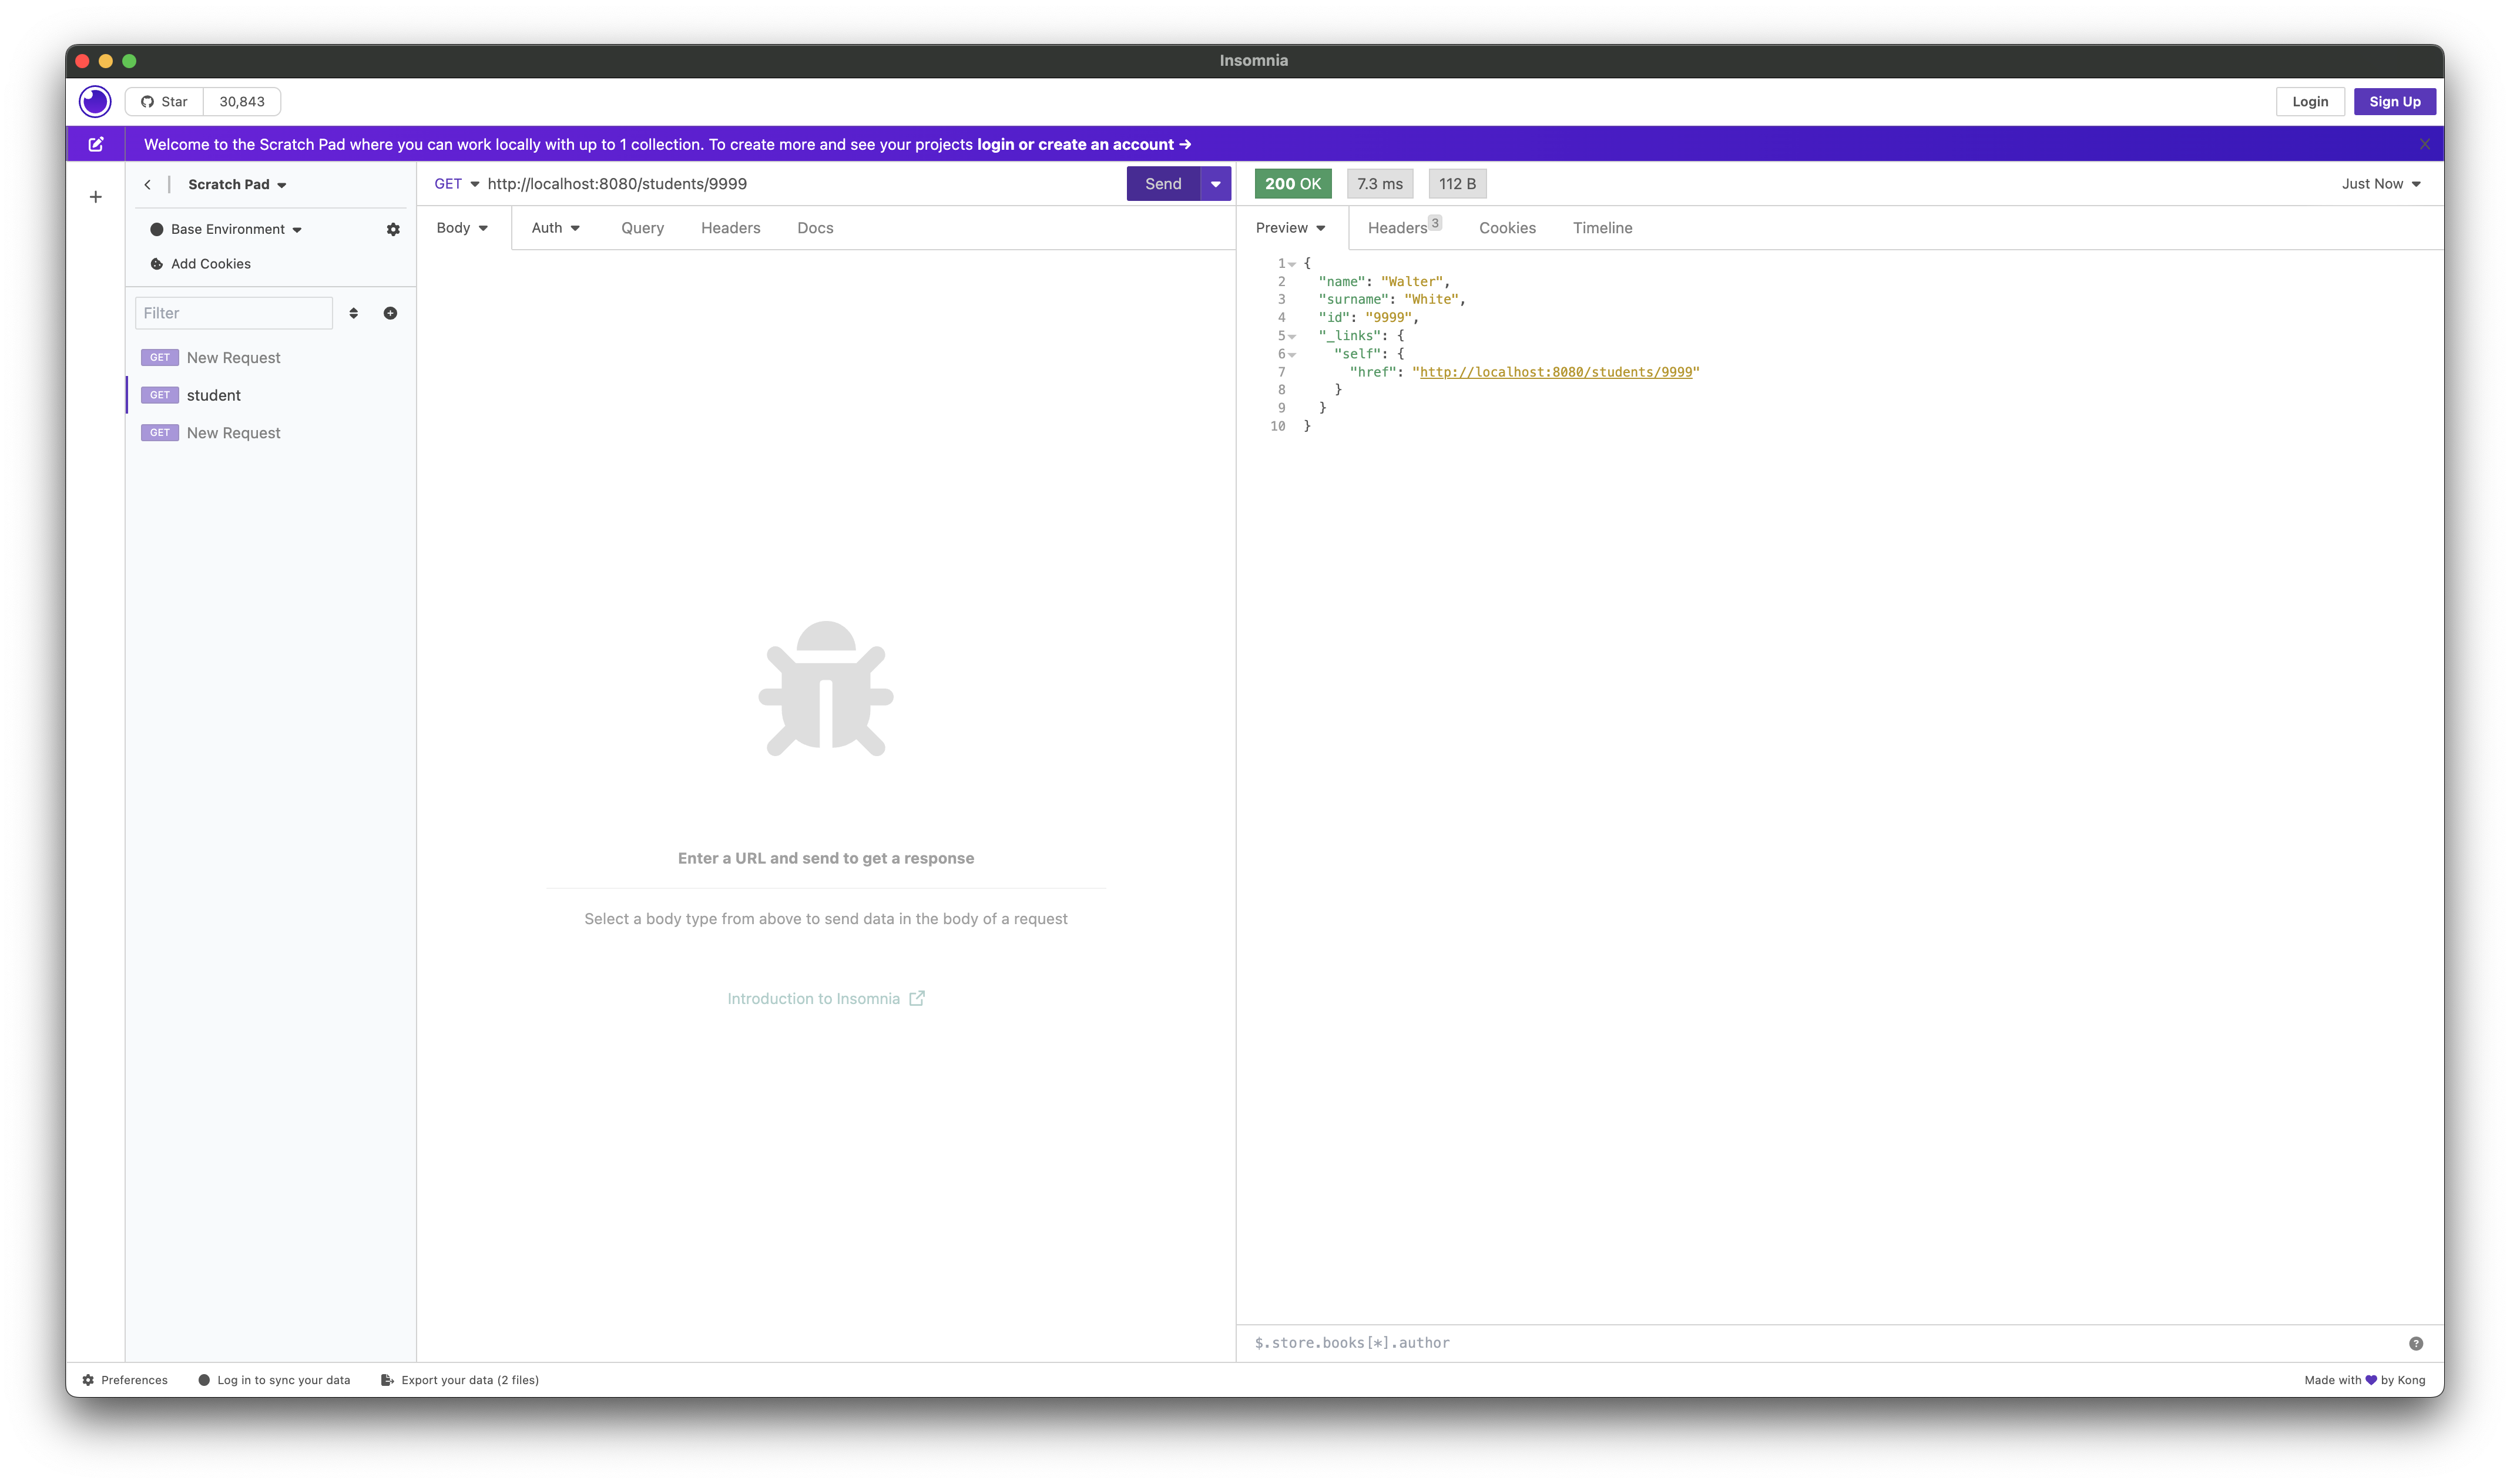 Insomnia
Star 30,843
Login Sign Up
Welcome to the Scratch Pad where you can work locally with up to 1 collection. To create more and see your projects login or create an account →
Scratch Pad
Base Environment
Add Cookies
Filter
GET New Request
GET student
GET New Request
GET http://localhost:8080/students/9999 Send
Body Auth Query Headers Docs
Enter a URL and send to get a response
Select a body type from above to send data in the body of a request
Introduction to Insomnia
200 OK 7.3 ms 112 B Just Now
Preview Headers 3 Cookies Timeline
1 {
2 "name": "Walter",
3 "surname": "White",
4 "id": "9999",
5 "_links": {
6 "self": {
7 "href": "http://localhost:8080/students/9999"
8 }
9 }
10 }
$.store.books[*].author
Preferences Log in to sync your data Export your data (2 files) Made with 💜 by Kong